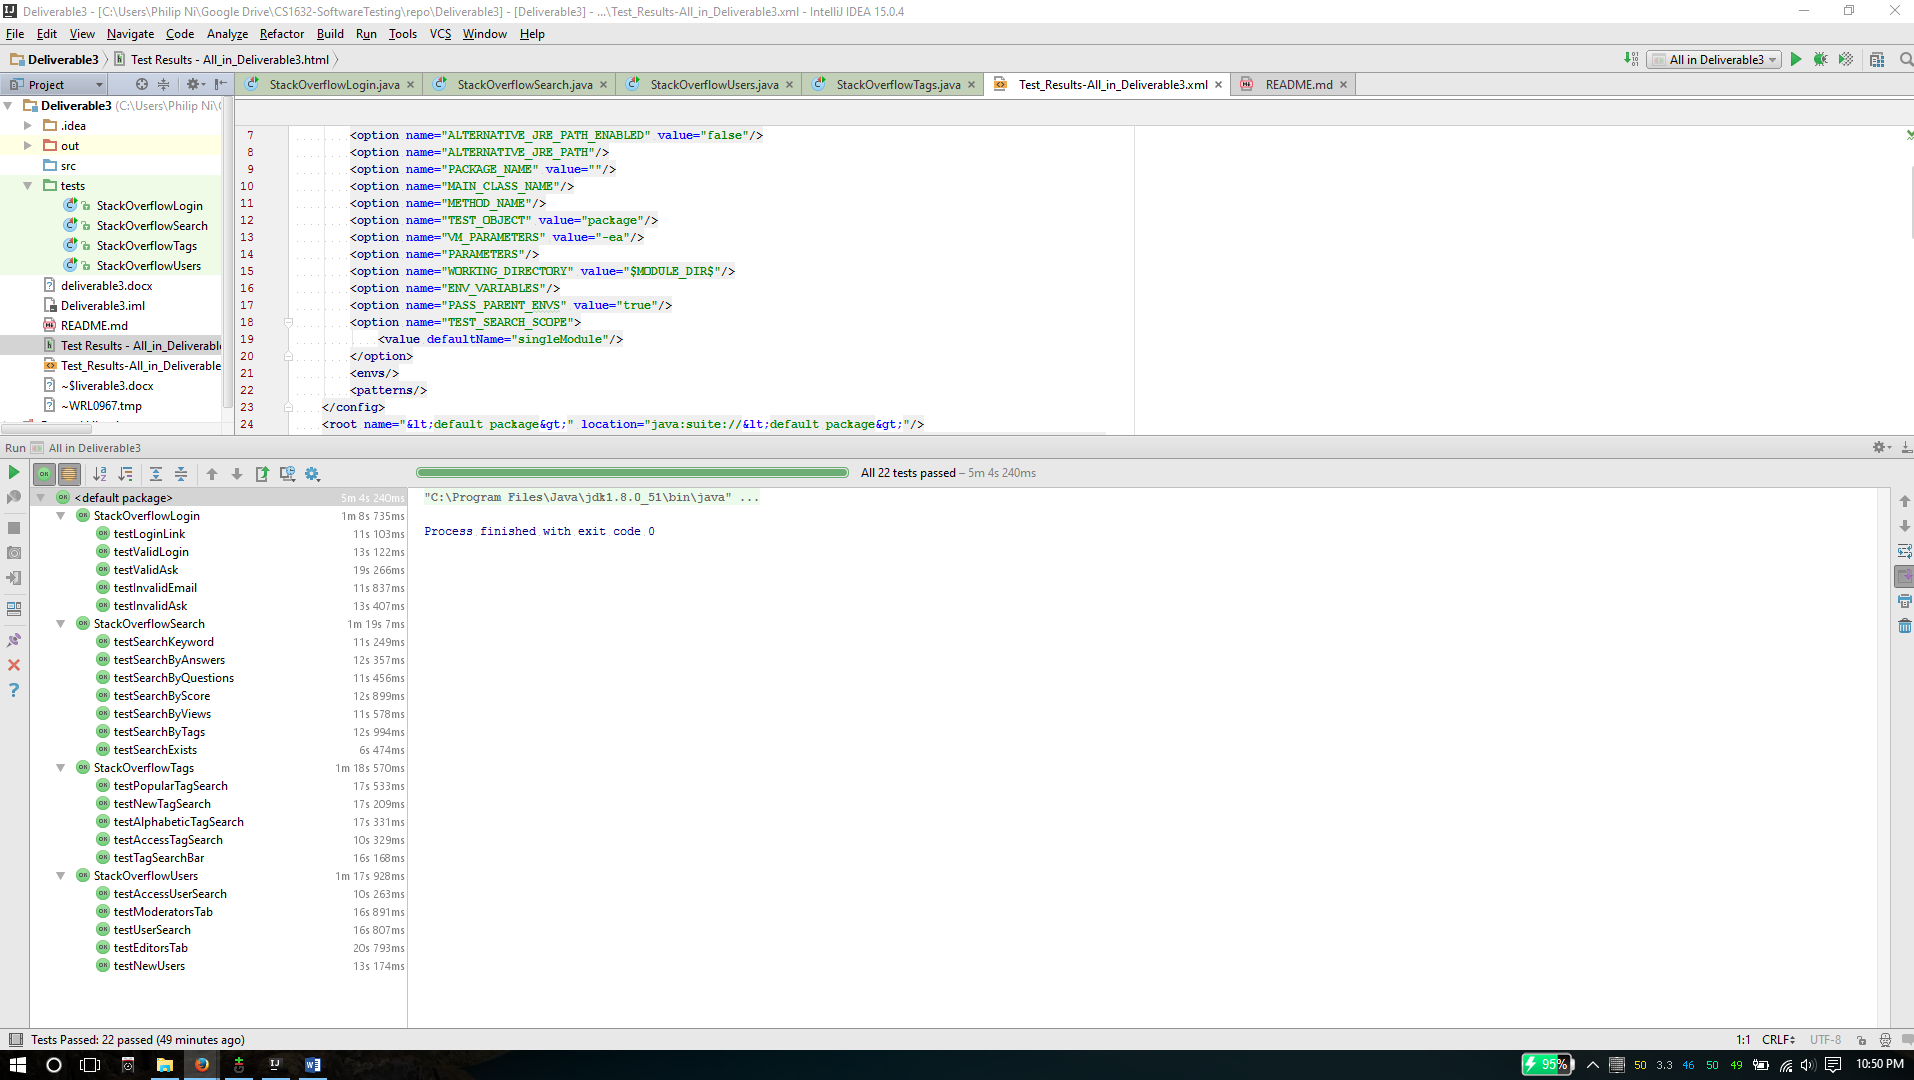 Deliverable3 - [C:\Users\Philip Ni\Google Drive\CS1632-SoftwareTesting\repo\Deliverable3] - [Deliverable3] - ...\Test_Results-All_in_Deliverable3.xml - IntelliJ IDEA 15.0.4
File Edit View Navigate Code Analyze Refactor Build Run Tools VCS Window Help
Deliverable3 Test Results - All_in_Deliverable3.html All in Deliverable3
Project StackOverflowLogin.java StackOverflowSearch.java StackOverflowUsers.java StackOverflowTags.java Test_Results-All_in_Deliverable3.xml README.md
Deliverable3 (C:\Users\Philip Ni\
.idea
out
src
tests
StackOverflowLogin
StackOverflowSearch
StackOverflowTags
StackOverflowUsers
deliverable3.docx
Deliverable3.iml
README.md
Test Results - All_in_Deliverabl
Test_Results-All_in_Deliverable
~$liverable3.docx
~WRL0967.tmp
7 <option name="ALTERNATIVE_JRE_PATH_ENABLED" value="false"/>
8 <option name="ALTERNATIVE_JRE_PATH"/>
9 <option name="PACKAGE_NAME" value=""/>
10 <option name="MAIN_CLASS_NAME"/>
11 <option name="METHOD_NAME"/>
12 <option name="TEST_OBJECT" value="package"/>
13 <option name="VM_PARAMETERS" value="-ea"/>
14 <option name="PARAMETERS"/>
15 <option name="WORKING_DIRECTORY" value="$MODULE_DIR$"/>
16 <option name="ENV_VARIABLES"/>
17 <option name="PASS_PARENT_ENVS" value="true"/>
18 <option name="TEST_SEARCH_SCOPE">
19 <value defaultName="singleModule"/>
20 </option>
21 <envs/>
22 <patterns/>
23 </config>
24 <root name="&lt;default package&gt;" location="java:suite://&lt;default package&gt;"/>
Run All in Deliverable3
All 22 tests passed – 5m 4s 240ms
<default package> 5m 4s 240ms
StackOverflowLogin 1m 8s 735ms
testLoginLink 11s 103ms
testValidLogin 13s 122ms
testValidAsk 19s 266ms
testInvalidEmail 11s 837ms
testInvalidAsk 13s 407ms
StackOverflowSearch 1m 19s 7ms
testSearchKeyword 11s 249ms
testSearchByAnswers 12s 357ms
testSearchByQuestions 11s 456ms
testSearchByScore 12s 899ms
testSearchByViews 11s 578ms
testSearchByTags 12s 994ms
testSearchExists 6s 474ms
StackOverflowTags 1m 18s 570ms
testPopularTagSearch 17s 533ms
testNewTagSearch 17s 209ms
testAlphabeticTagSearch 17s 331ms
testAccessTagSearch 10s 329ms
testTagSearchBar 16s 168ms
StackOverflowUsers 1m 17s 928ms
testAccessUserSearch 10s 263ms
testModeratorsTab 16s 891ms
testUserSearch 16s 807ms
testEditorsTab 20s 793ms
testNewUsers 13s 174ms
"C:\Program Files\Java\jdk1.8.0_51\bin\java" ...
Process finished with exit code 0
Tests Passed: 22 passed (49 minutes ago) 1:1 CRLF UTF-8
95% 50 3.3 46 50 49 10:50 PM